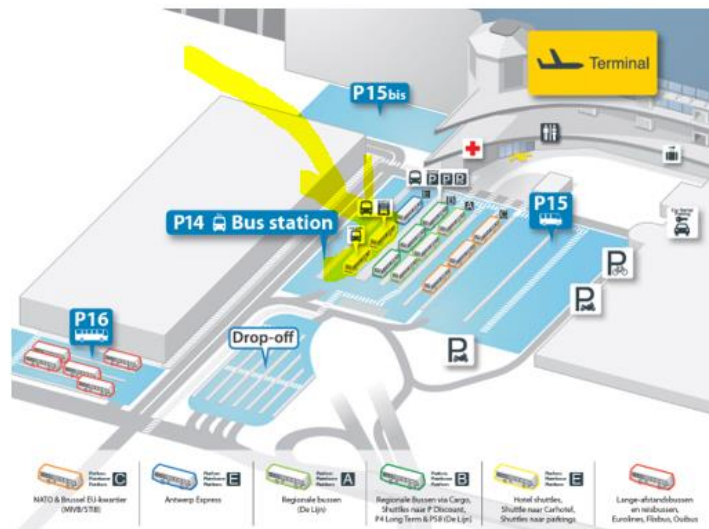 Terminal
P15bis
P14 Bus station
P15
P16
Drop-off
E
D
A
C
P
P
P
C
NATO & Brussel EU-kwartier
(MIVB/STIB)
E
Antwerp Express
A
Regionale bussen
(De Lijn)
B
Regionale Bussen via Cargo,
Shuttles naar P Discount,
P4 Long Term & P58 (De Lijn)
E
Hotel shuttles,
Shuttle naar Carhotel,
Shuttles naar parkings
Lange-afstandsbussen
en reisbussen,
Eurolines, Flixbus, Ouibus